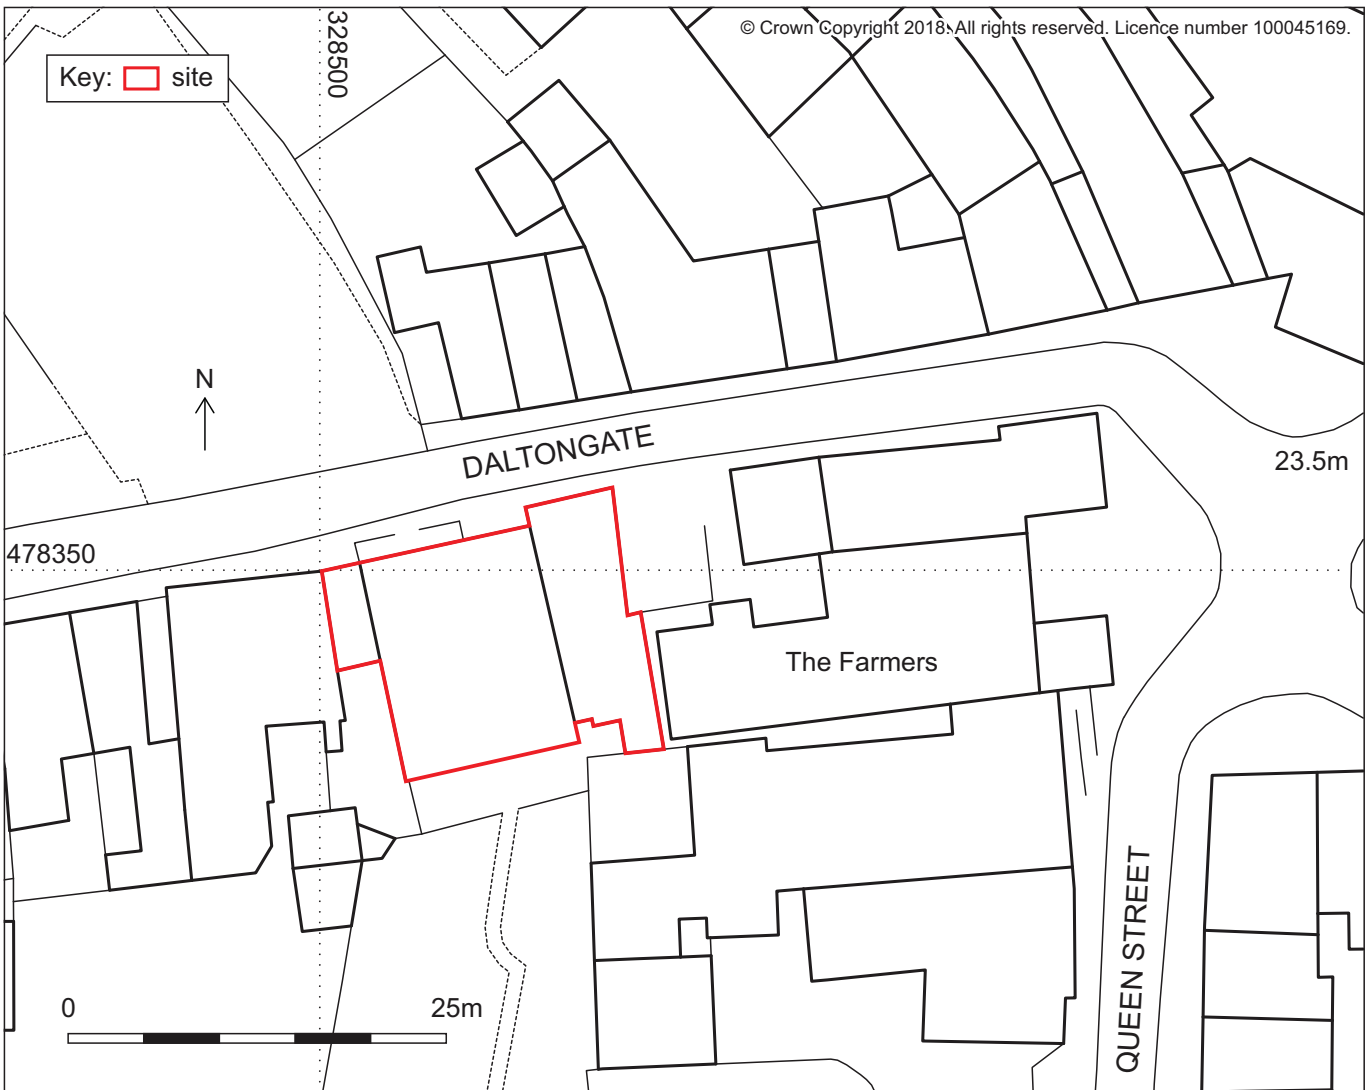 © Crown Copyright 2018. All rights reserved. Licence number 100045169.
Key: site
328500
N
DALTONGATE
23.5m
478350
The Farmers
QUEEN STREET
0 25m